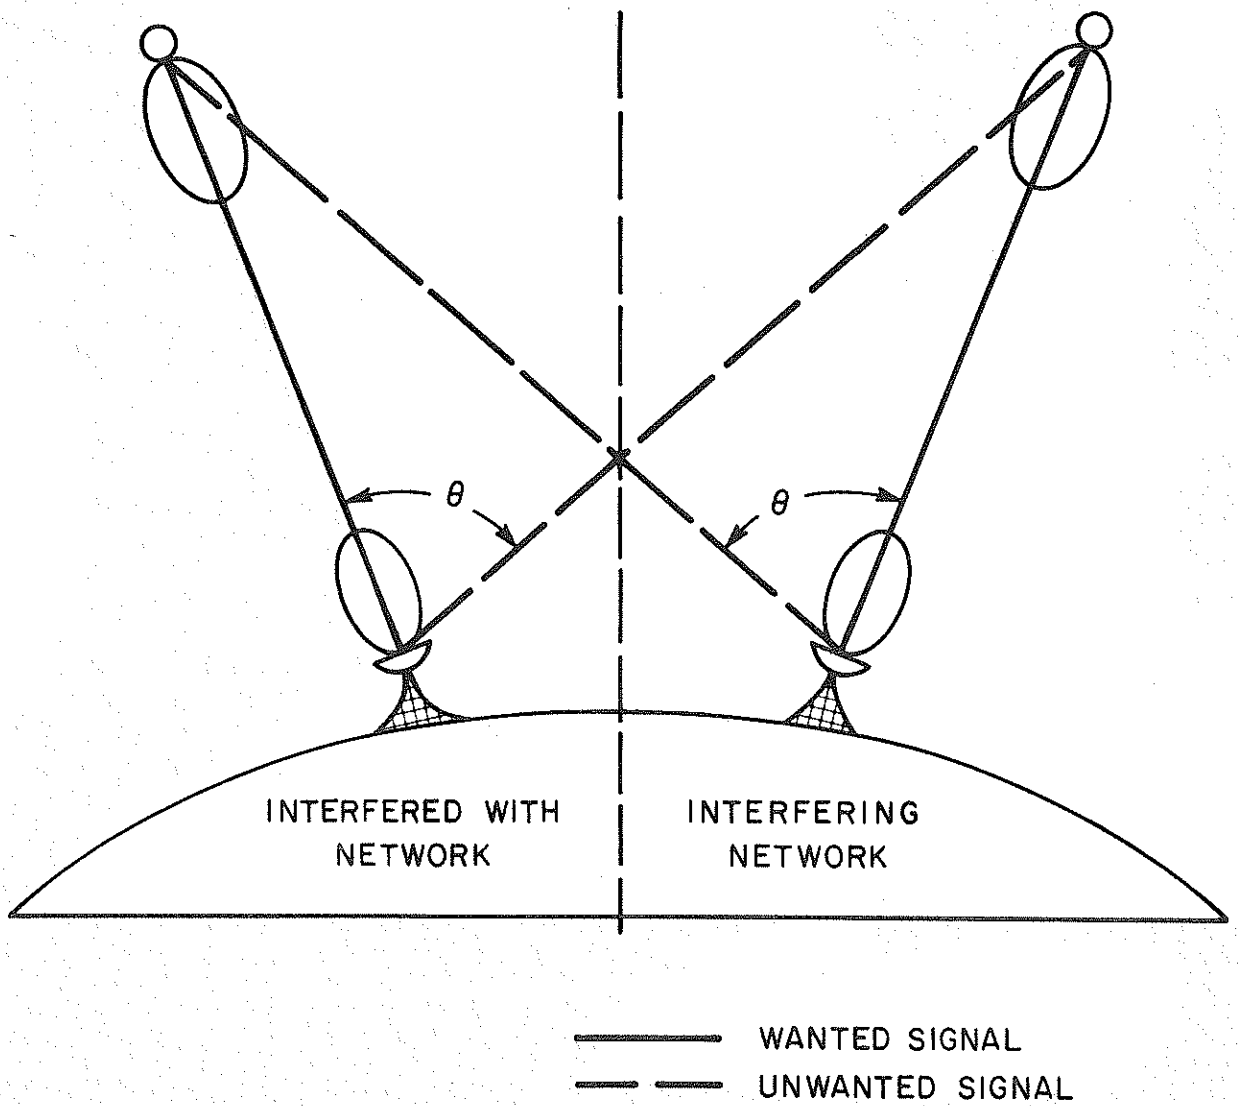 θ
θ
INTERFERED WITH
NETWORK
INTERFERING
NETWORK
WANTED SIGNAL
UNWANTED SIGNAL